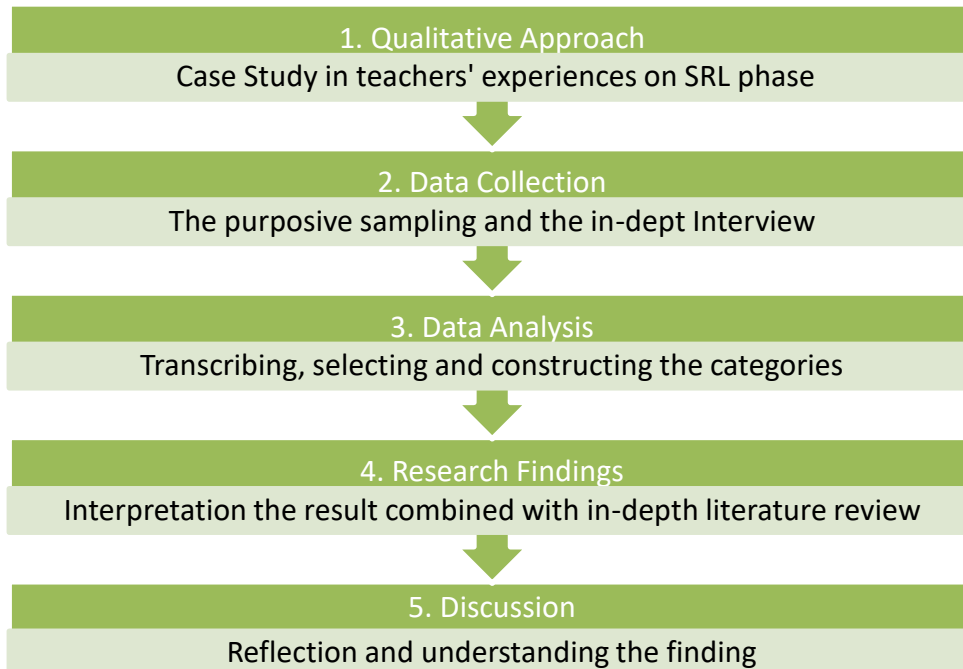 1. Qualitative Approach
Case Study in teachers' experiences on SRL phase
2. Data Collection
The purposive sampling and the in-dept Interview
3. Data Analysis
Transcribing, selecting and constructing the categories
4. Research Findings
Interpretation the result combined with in-depth literature review
5. Discussion
Reflection and understanding the finding